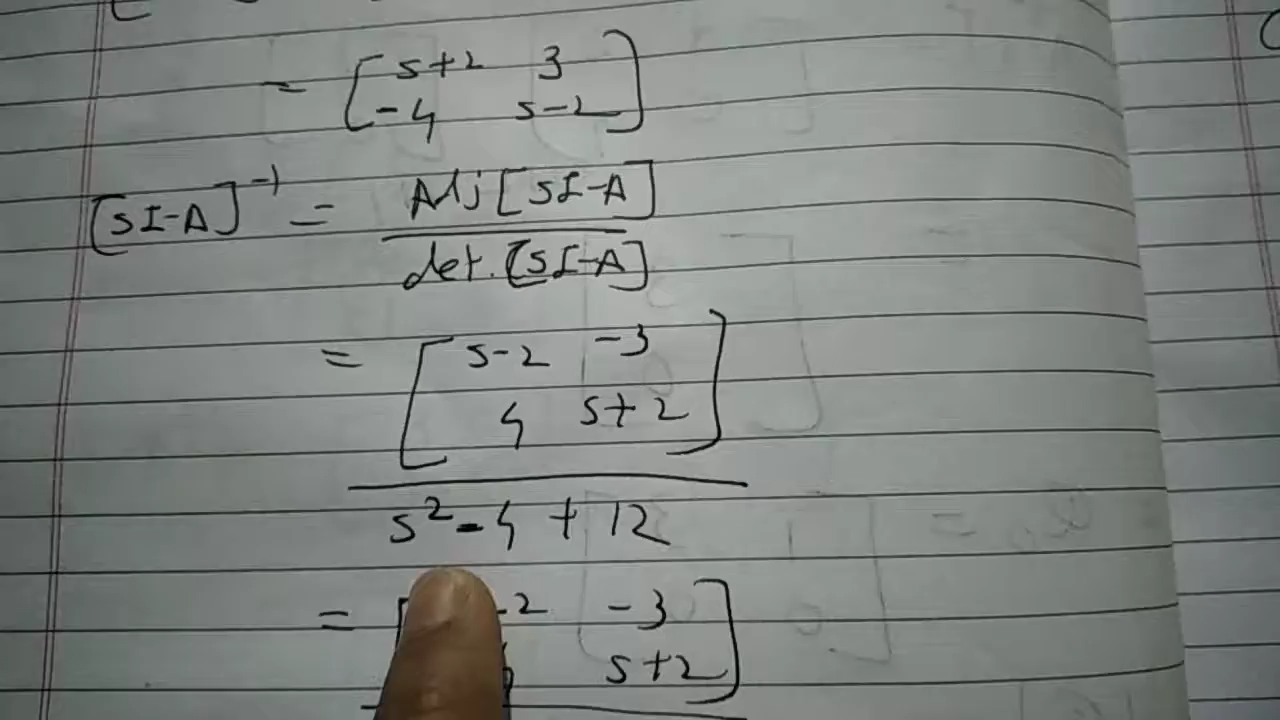 = [ s+2 3
-4 s-2 ]
[sI-A]^-1 = Adj [sI-A]
det. [sI-A]
= [ s-2 -3
4 s+2 ]
s^2 - 4 + 12
= [ -2 -3
s+2 ]